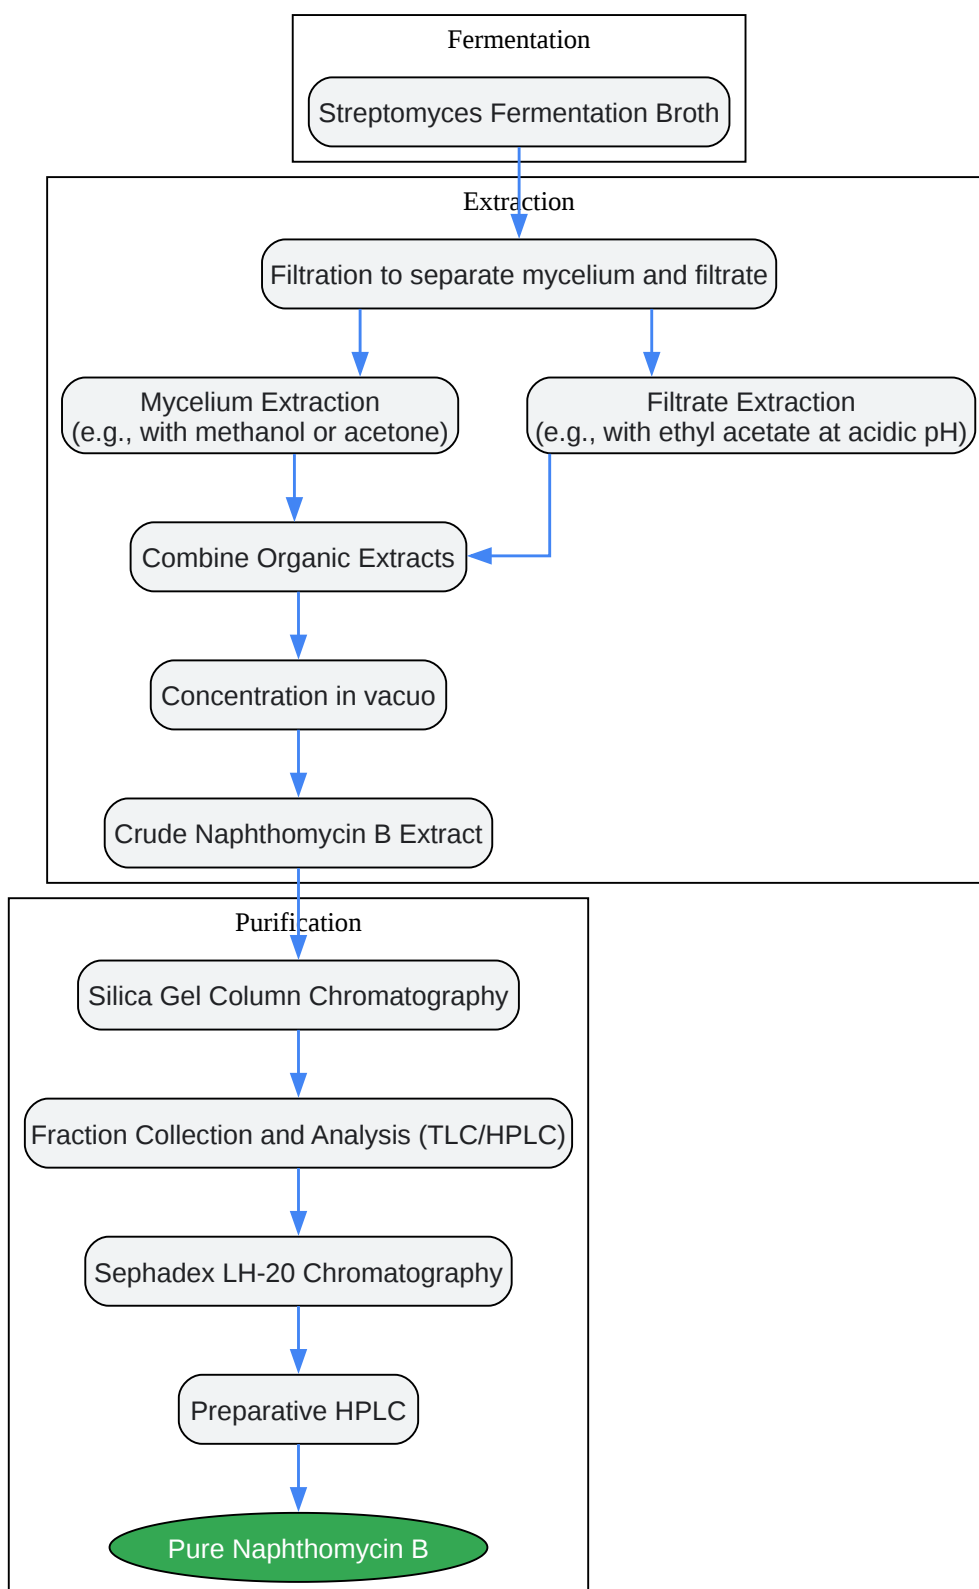 Fermentation
Streptomyces Fermentation Broth
Extraction
Filtration to separate mycelium and filtrate
Mycelium Extraction
(e.g., with methanol or acetone)
Filtrate Extraction
(e.g., with ethyl acetate at acidic pH)
Combine Organic Extracts
Concentration in vacuo
Crude Naphthomycin B Extract
Purification
Silica Gel Column Chromatography
Fraction Collection and Analysis (TLC/HPLC)
Sephadex LH-20 Chromatography
Preparative HPLC
Pure Naphthomycin B